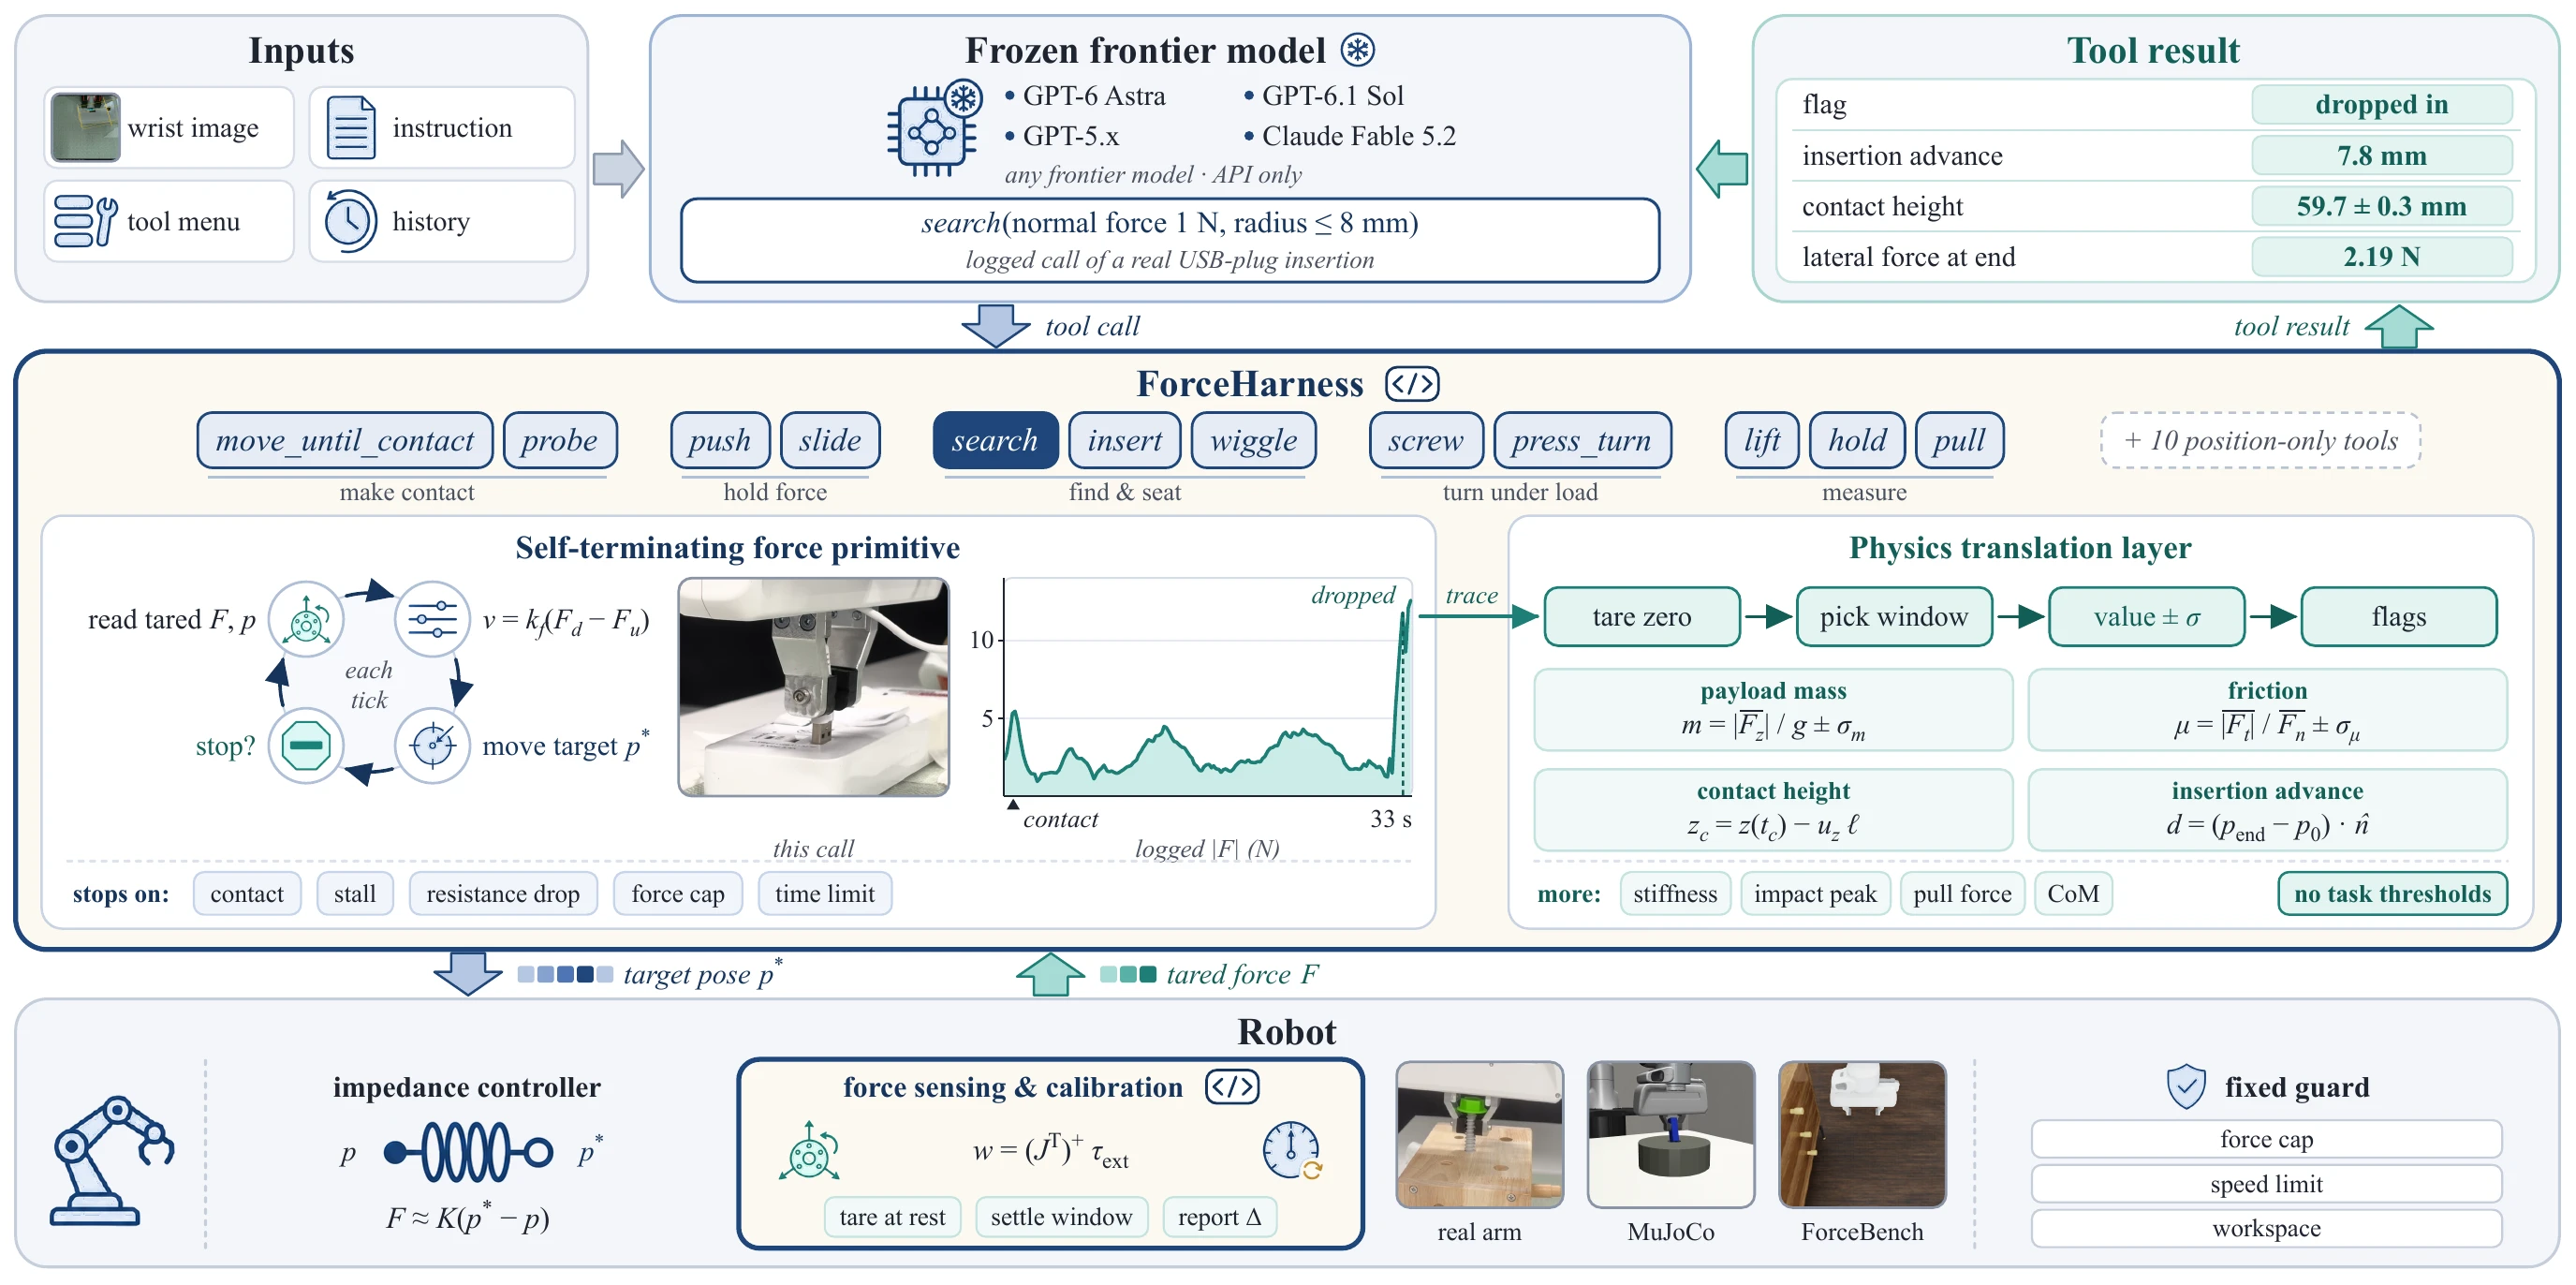 Inputs
wrist image
instruction
tool menu
history
Frozen frontier model
• GPT-6 Astra
• GPT-6.1 Sol
• GPT-5.x
• Claude Fable 5.2
any frontier model · API only
search(normal force 1 N, radius ≤ 8 mm)
logged call of a real USB-plug insertion
Tool result
flag dropped in
insertion advance 7.8 mm
contact height 59.7 ± 0.3 mm
lateral force at end 2.19 N
tool call
tool result
ForceHarness </>
move_until_contact probe push slide search insert wiggle screw press_turn lift hold pull + 10 position-only tools
make contact hold force find & seat turn under load measure
Self-terminating force primitive
read tared F, p
v = k_f(F_d − F_u)
each
tick
stop?
move target p*
this call
dropped
10
5
contact
33 s
logged |F| (N)
stops on: contact stall resistance drop force cap time limit
trace
Physics translation layer
tare zero pick window value ± σ flags
payload mass
m = |F̅_z̅| / g ± σ_m
friction
μ = |F̅_t̅| / F̅_n̅ ± σ_μ
contact height
z_c = z(t_c) − u_z ℓ
insertion advance
d = (p_end − p_0) · n̂
more: stiffness impact peak pull force CoM no task thresholds
target pose p*
tared force F
Robot
impedance controller
p p*
F ≈ K(p* − p)
force sensing & calibration </>
w = (J^T)^+ τ_ext
tare at rest settle window report Δ
real arm
MuJoCo
ForceBench
fixed guard
force cap
speed limit
workspace